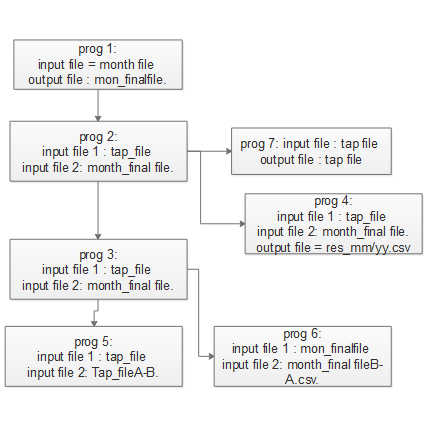 prog 1:
input file = month file
output file : mon_finalfile.
prog 2:
input file 1 : tap_file
input file 2: month_final file.
prog 7: input file : tap file
output file : tap file
prog 4:
input file 1 : tap_file
input file 2: month_final file.
output file = res_mm/yy.csv
prog 3:
input file 1 : tap_file
input file 2: month_final file.
prog 5:
input file 1 : tap_file
input file 2: Tap_fileA-B.
prog 6:
input file 1 : mon_finalfile
input file 2: month_final fileB-
A.csv.